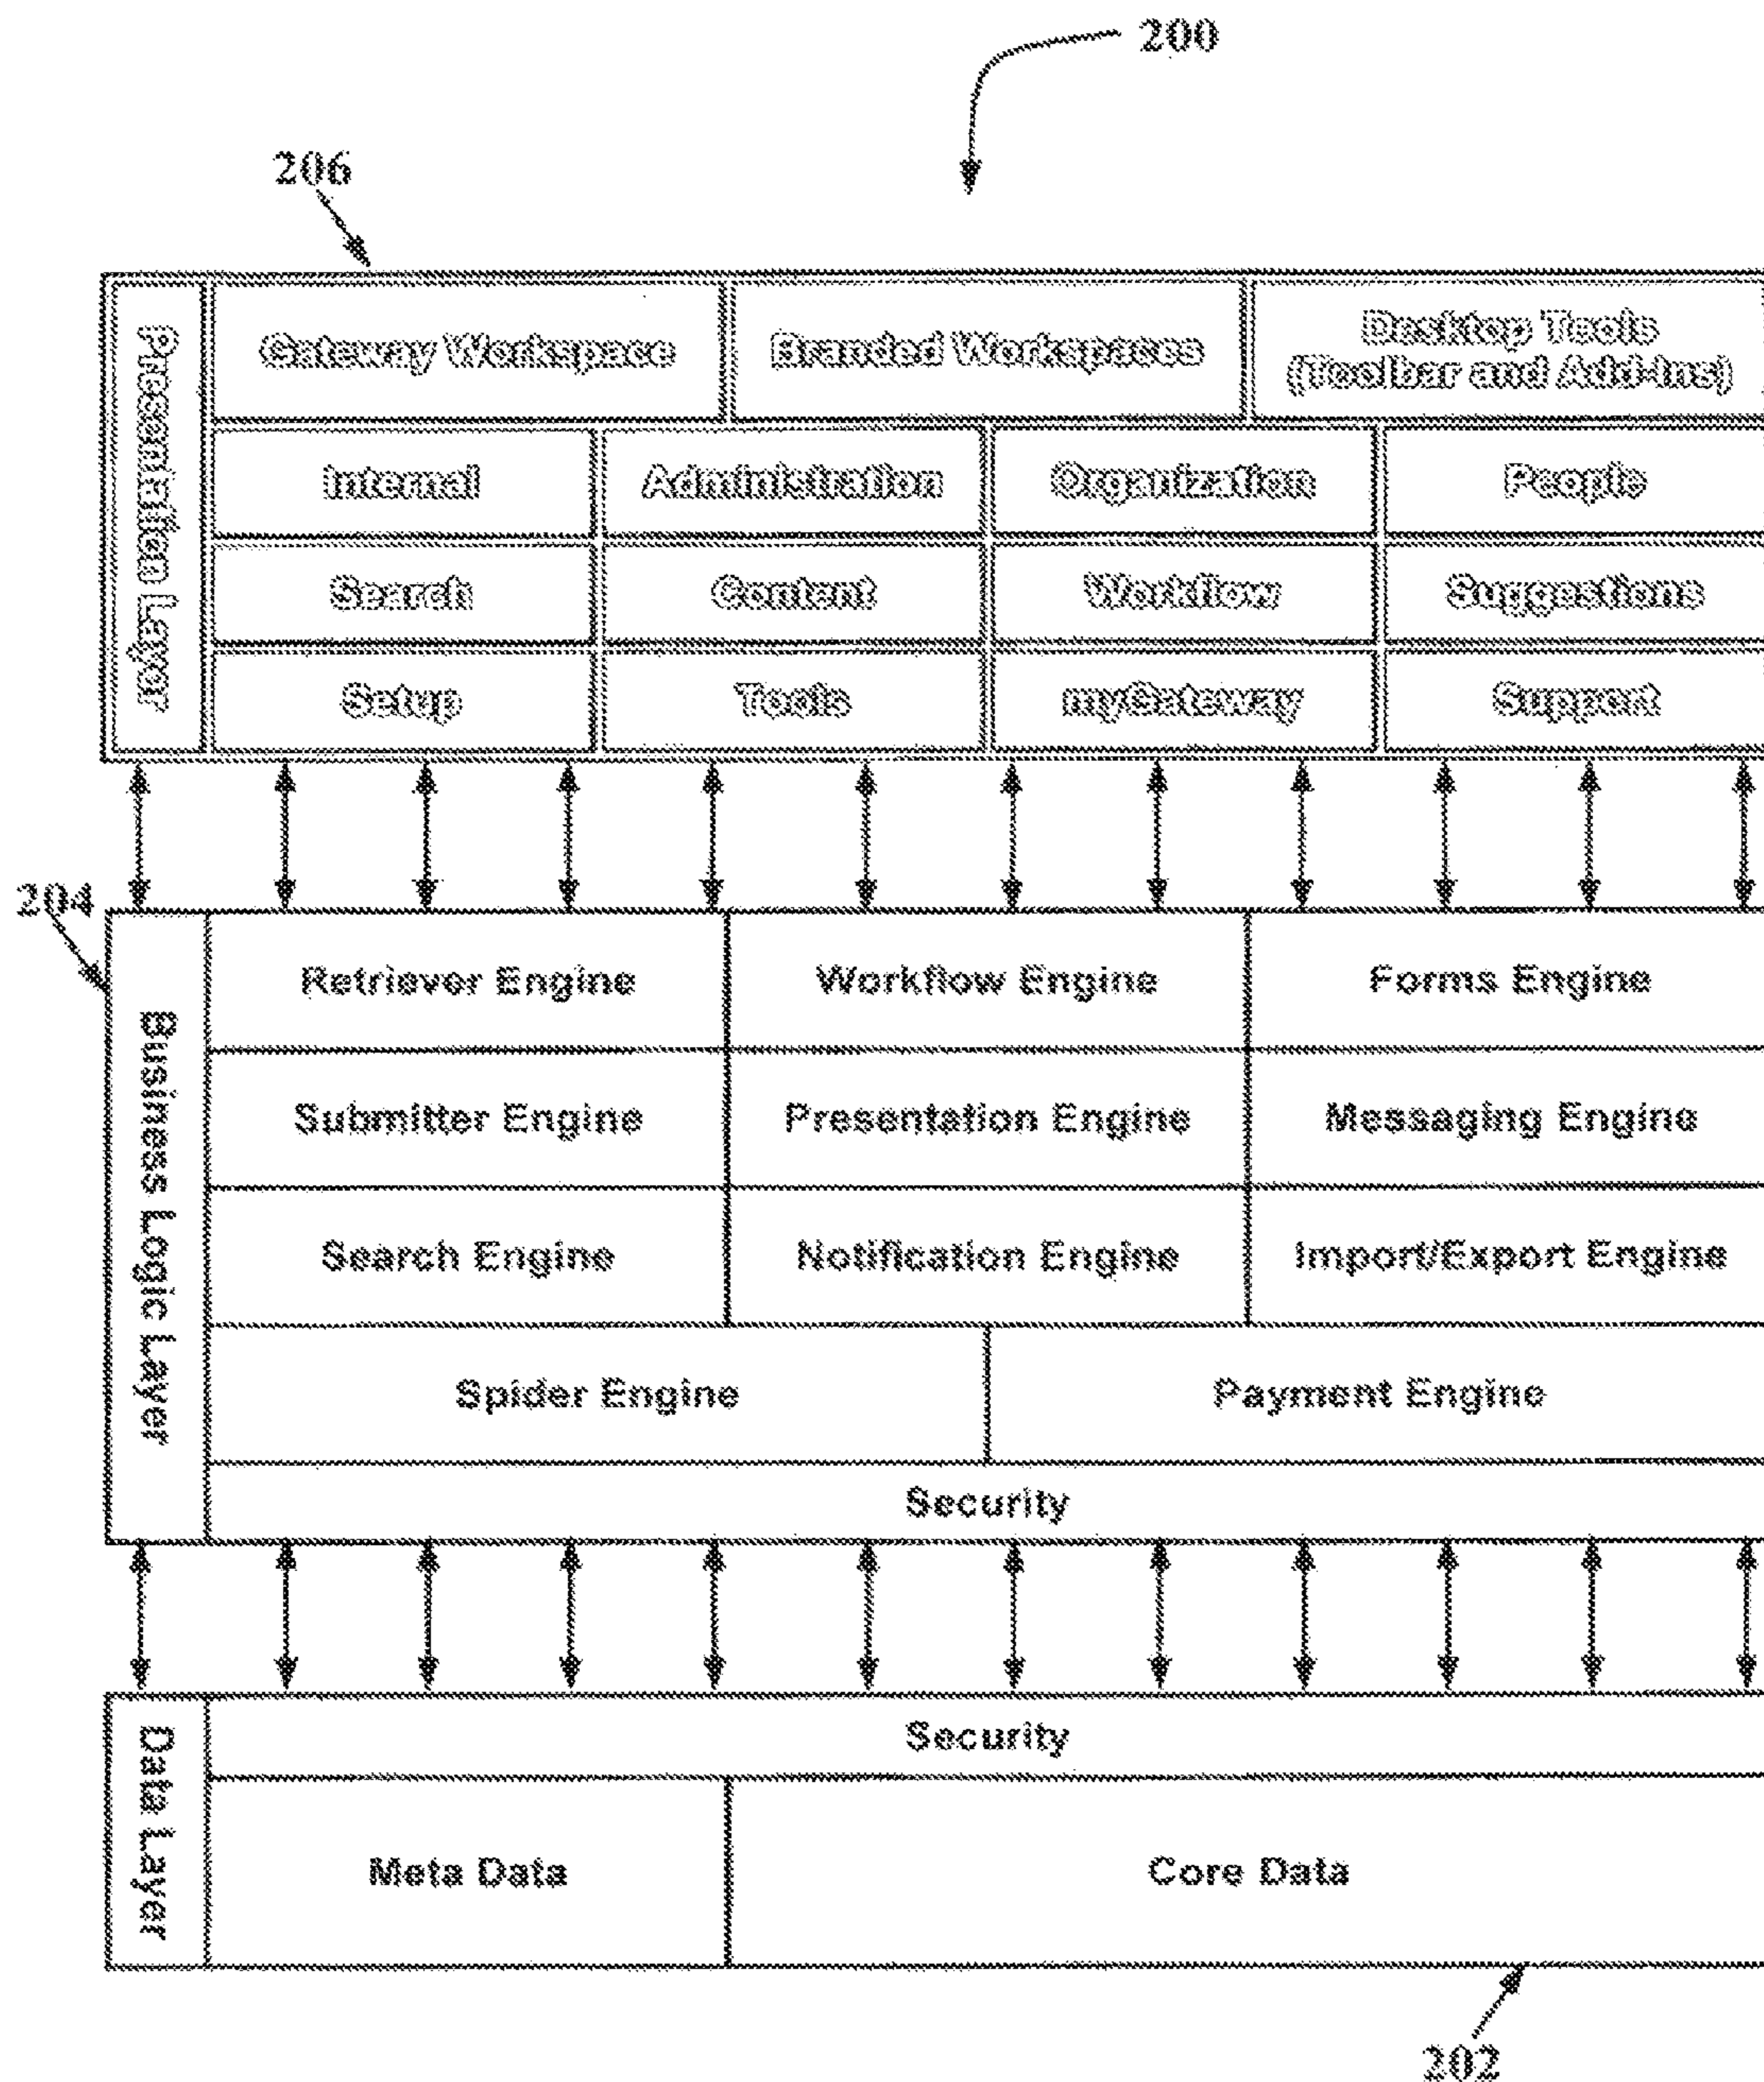 200
206
Presentation Layer
Gateway Workspace
Branded Workspaces
Desktop Tools
(Toolbar and Add-Ins)
Internal
Administration
Organization
People
Search
Content
Workflow
Suggestions
Setup
Tools
myGateway
Support
204
Business Logic Layer
Retriever Engine
Workflow Engine
Forms Engine
Submitter Engine
Presentation Engine
Messaging Engine
Search Engine
Notification Engine
Import/Export Engine
Spider Engine
Payment Engine
Security
Data Layer
Security
Meta Data
Core Data
202